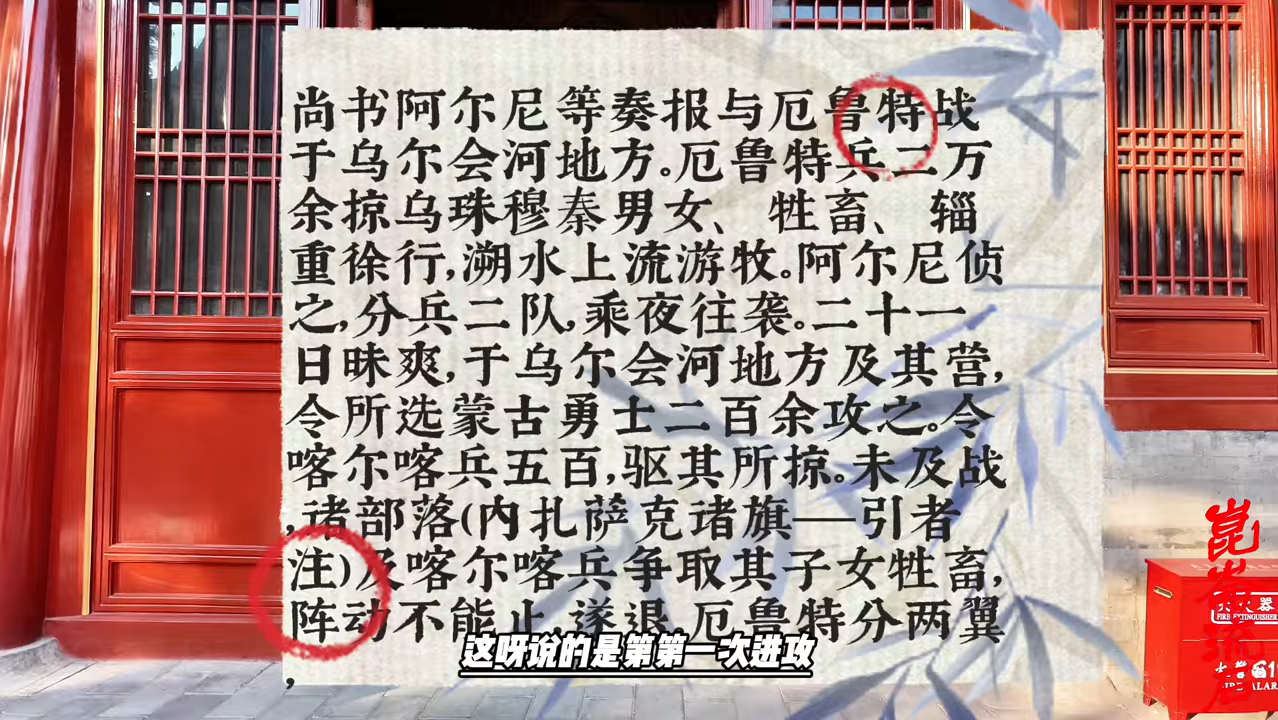 尚书阿尔尼等奏报与厄鲁特战
于乌尔会河地方。厄鲁特兵二万
余掠乌珠穆秦男女、牲畜、辎
重徐行,溯水上流游牧。阿尔尼侦
之,分兵二队,乘夜往袭。二十一
日昧爽,于乌尔会河地方及其营,
令所选蒙古勇士二百余攻之。令
喀尔喀兵五百,驱其所掠。未及战
,诸部落(内扎萨克诸旗——引者
注)及喀尔喀兵争取其子女牲畜,
阵动不能止,遂退。厄鲁特分两翼
,
这呀说的是第第一次进攻
FIRE EXTINGUISHER